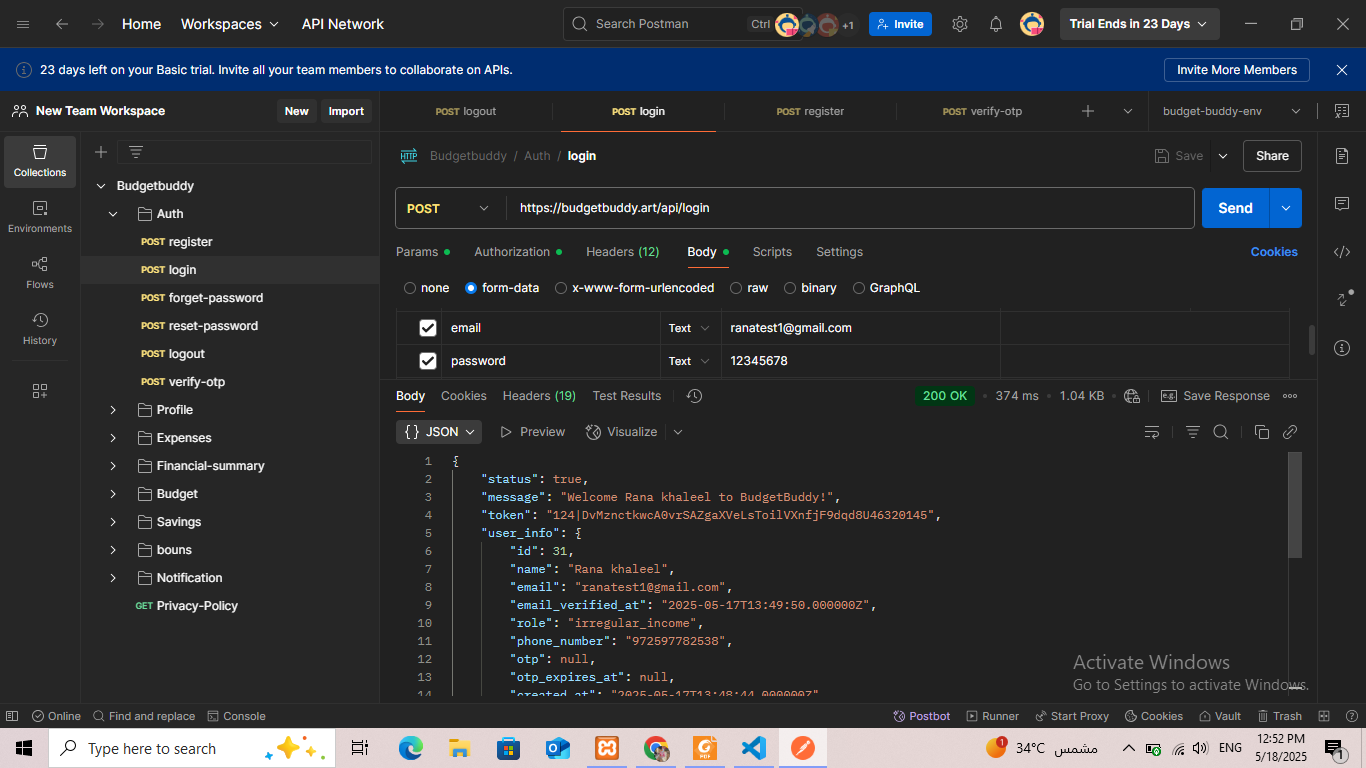 Home Workspaces API Network Search Postman Ctrl +1 Invite Trial Ends in 23 Days
23 days left on your Basic trial. Invite all your team members to collaborate on APIs. Invite More Members
New Team Workspace New Import POST logout POST login POST register POST verify-otp budget-buddy-env
Collections
Environments
Flows
History
Budgetbuddy
Auth
POST register
POST login
POST forget-password
POST reset-password
POST logout
POST verify-otp
Profile
Expenses
Financial-summary
Budget
Savings
bouns
Notification
GET Privacy-Policy
HTTP Budgetbuddy / Auth / login Save Share
POST https://budgetbuddy.art/api/login Send
Params Authorization Headers (12) Body Scripts Settings Cookies
none form-data x-www-form-urlencoded raw binary GraphQL
email Text ranatest1@gmail.com
password Text 12345678
Body Cookies Headers (19) Test Results 200 OK 374 ms 1.04 KB e.g. Save Response
{} JSON Preview Visualize
1 {
2 "status": true,
3 "message": "Welcome Rana khaleel to BudgetBuddy!",
4 "token": "124|DvMznctkwcA0vrSAZgaXVeLsToilVXnfjF9dqd8U46320145",
5 "user_info": {
6 "id": 31,
7 "name": "Rana khaleel",
8 "email": "ranatest1@gmail.com",
9 "email_verified_at": "2025-05-17T13:49:50.000000Z",
10 "role": "irregular_income",
11 "phone_number": "972597782538",
12 "otp": null,
13 "otp_expires_at": null,
14 "created_at": "2025-05-17T13:48:44.000000Z"
Activate Windows
Go to Settings to activate Windows.
Online Find and replace Console Postbot Runner Start Proxy Cookies Vault Trash
Type here to search PDF 1 34°C مشمس ENG 12:52 PM 1
5/18/2025